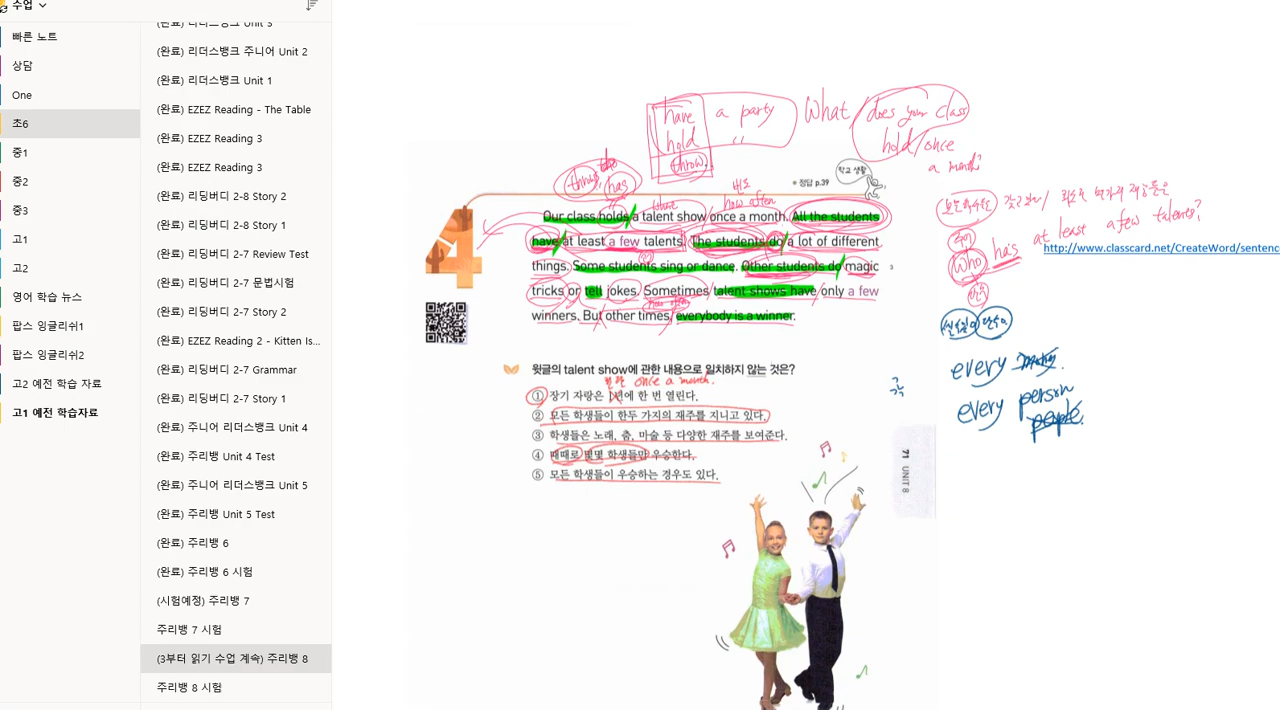 수업
빠른 노트
상담
One
초6
중1
중2
중3
고1
고2
영어 학습 뉴스
팝스 잉글리쉬1
팝스 잉글리쉬2
고2 예전 학습 자료
고1 예전 학습자료
(완료) 리더스뱅크 Unit 3
(완료) 리더스뱅크 주니어 Unit 2
(완료) 리더스뱅크 Unit 1
(완료) EZEZ Reading - The Table
(완료) EZEZ Reading 3
(완료) EZEZ Reading 3
(완료) 리딩버디 2-8 Story 2
(완료) 리딩버디 2-8 Story 1
(완료) 리딩버디 2-7 Review Test
(완료) 리딩버디 2-7 문법시험
(완료) 리딩버디 2-7 Story 2
(완료) EZEZ Reading 2 - Kitten Is...
(완료) 리딩버디 2-7 Grammar
(완료) 리딩버디 2-7 Story 1
(완료) 주니어 리더스뱅크 Unit 4
(완료) 주리뱅 Unit 4 Test
(완료) 주니어 리더스뱅크 Unit 5
(완료) 주리뱅 Unit 5 Test
(완료) 주리뱅 6
(완료) 주리뱅 6 시험
(시험예정) 주리뱅 7
주리뱅 7 시험
(3부터 읽기 수업 계속) 주리뱅 8
주리뱅 8 시험
have a party What does your class
hold " hold/once
throw a month?
has
학교 생활
* 정답 p.39
빈도
how often
4
Our class holds a talent show once a month. All the students
have at least a few talents. The students do a lot of different
things. Some students sing or dance. Other students do magic
tricks or tell jokes. Sometimes talent shows have only a few
winners. But other times, everybody is a winner.
5
Who has at least a few talents?
http://www.classcard.net/CreateWord/sentenc
단수
every
every person
people
윗글의 talent show에 관한 내용으로 일치하지 않는 것은?
once a month.
① 장기 자랑은 1년에 한 번 열린다.
② 모든 학생들이 한두 가지의 재주를 지니고 있다.
③ 학생들은 노래, 춤, 마술 등 다양한 재주를 보여준다.
④ 때때로 몇몇 학생들만 우승한다.
⑤ 모든 학생들이 우승하는 경우도 있다.
71 UNIT 8